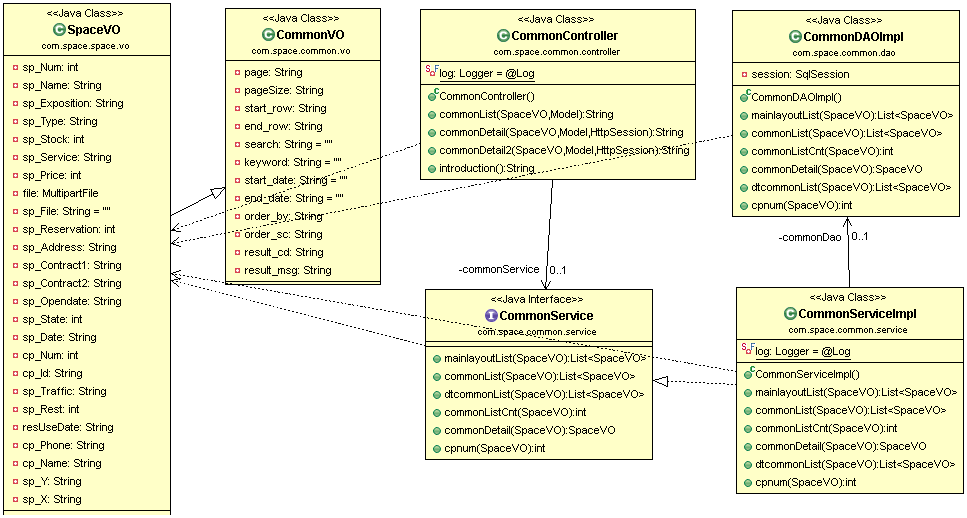 <<Java Class>>
SpaceVO
com.space.space.vo
sp_Num: int
sp_Name: String
sp_Exposition: String
sp_Type: String
sp_Stock: int
sp_Service: String
sp_Price: int
file: MultipartFile
sp_File: String = ""
sp_Reservation: int
sp_Address: String
sp_Contract1: String
sp_Contract2: String
sp_Opendate: String
sp_State: int
sp_Date: String
cp_Num: int
cp_Id: String
sp_Traffic: String
sp_Rest: int
resUseDate: String
cp_Phone: String
cp_Name: String
sp_Y: String
sp_X: String
<<Java Class>>
CommonVO
com.space.common.vo
page: String
pageSize: String
start_row: String
end_row: String
search: String = ""
keyword: String = ""
start_date: String = ""
end_date: String = ""
order_by: String
order_sc: String
result_cd: String
result_msg: String
<<Java Class>>
CommonController
com.space.common.controller
log: Logger = @Log
CommonController()
commonList(SpaceVO,Model):String
commonDetail(SpaceVO,Model,HttpSession):String
commonDetail2(SpaceVO,Model,HttpSession):String
introduction():String
<<Java Class>>
CommonDAOImpl
com.space.common.dao
session: SqlSession
CommonDAOImpl()
mainlayoutList(SpaceVO):List<SpaceVO>
commonList(SpaceVO):List<SpaceVO>
commonListCnt(SpaceVO):int
commonDetail(SpaceVO):SpaceVO
dtcommonList(SpaceVO):List<SpaceVO>
cpnum(SpaceVO):int
-commonService 0..1
-commonDao 0..1
<<Java Interface>>
CommonService
com.space.common.service
mainlayoutList(SpaceVO):List<SpaceVO>
commonList(SpaceVO):List<SpaceVO>
dtcommonList(SpaceVO):List<SpaceVO>
commonListCnt(SpaceVO):int
commonDetail(SpaceVO):SpaceVO
cpnum(SpaceVO):int
<<Java Class>>
CommonServiceImpl
com.space.common.service
log: Logger = @Log
CommonServiceImpl()
mainlayoutList(SpaceVO):List<SpaceVO>
commonList(SpaceVO):List<SpaceVO>
commonListCnt(SpaceVO):int
commonDetail(SpaceVO):SpaceVO
dtcommonList(SpaceVO):List<SpaceVO>
cpnum(SpaceVO):int